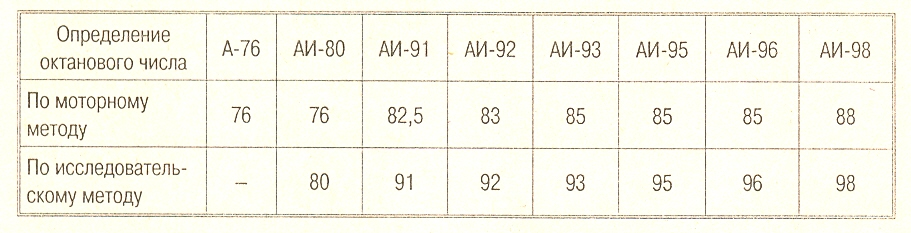 Определение
октанового числа
А-76 АИ-80 АИ-91 АИ-92 АИ-93 АИ-95 АИ-96 АИ-98
По моторному
методу
76 76 82,5 83 85 85 85 88
По исследователь-
скому методу
– 80 91 92 93 95 96 98